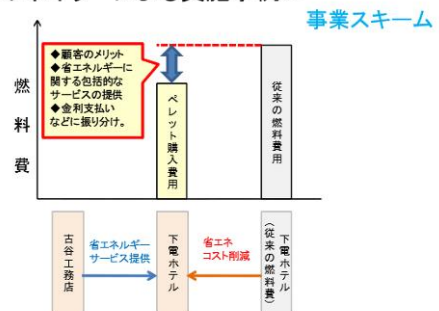 事業スキーム
◆顧客のメリット
◆省エネルギーに
関する包括的な
サービスの提供
◆金利支払い
などに振り分け。
燃料費
ペレット購入費用
従来の燃料費用
古谷工務店
省エネルギー
サービス提供
下電ホテル
省エネ
コスト削減
下電ホテル
(従来の燃料費)